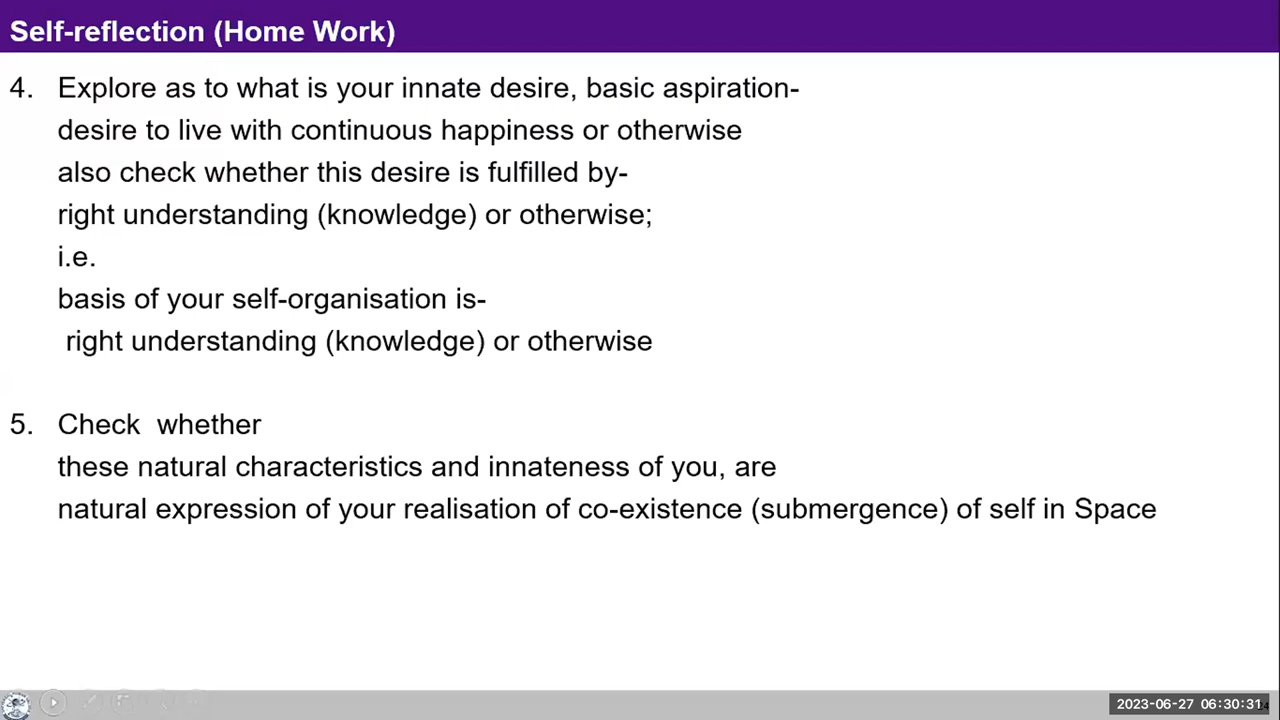 Self-reflection (Home Work)
4. Explore as to what is your innate desire, basic aspiration-
desire to live with continuous happiness or otherwise
also check whether this desire is fulfilled by-
right understanding (knowledge) or otherwise;
i.e.
basis of your self-organisation is-
right understanding (knowledge) or otherwise
5. Check whether
these natural characteristics and innateness of you, are
natural expression of your realisation of co-existence (submergence) of self in Space
2023-06-27 06:30:31